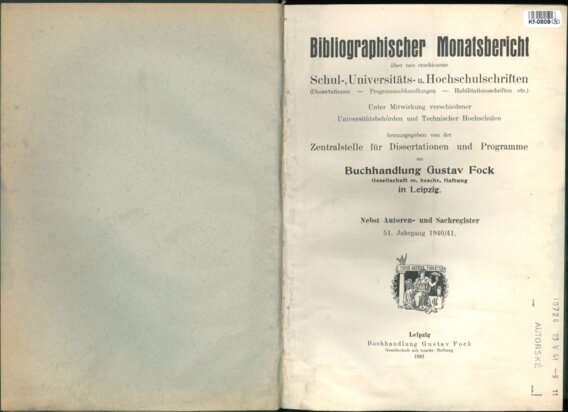 Kf-0808
Bibliographischer Monatsbericht
über neu erschienene
Schul-, Universitäts- u. Hochschulschriften
(Dissertationen — Programmabhandlungen — Habilitationsschriften etc.)
Unter Mitwirkung verschiedener
Universitätsbehörden und Technischer Hochschulen
herausgegeben von der
Zentralstelle für Dissertationen und Programme
der
Buchhandlung Gustav Fock
Gesellschaft m. beschr. Haftung
in Leipzig.
Nebst Autoren- und Sachregister
51. Jahrgang 1940/41.
Leipzig
Buchhandlung Gustav Fock
Gesellschaft mit beschr. Haftung
1941
AUTORSKÉ